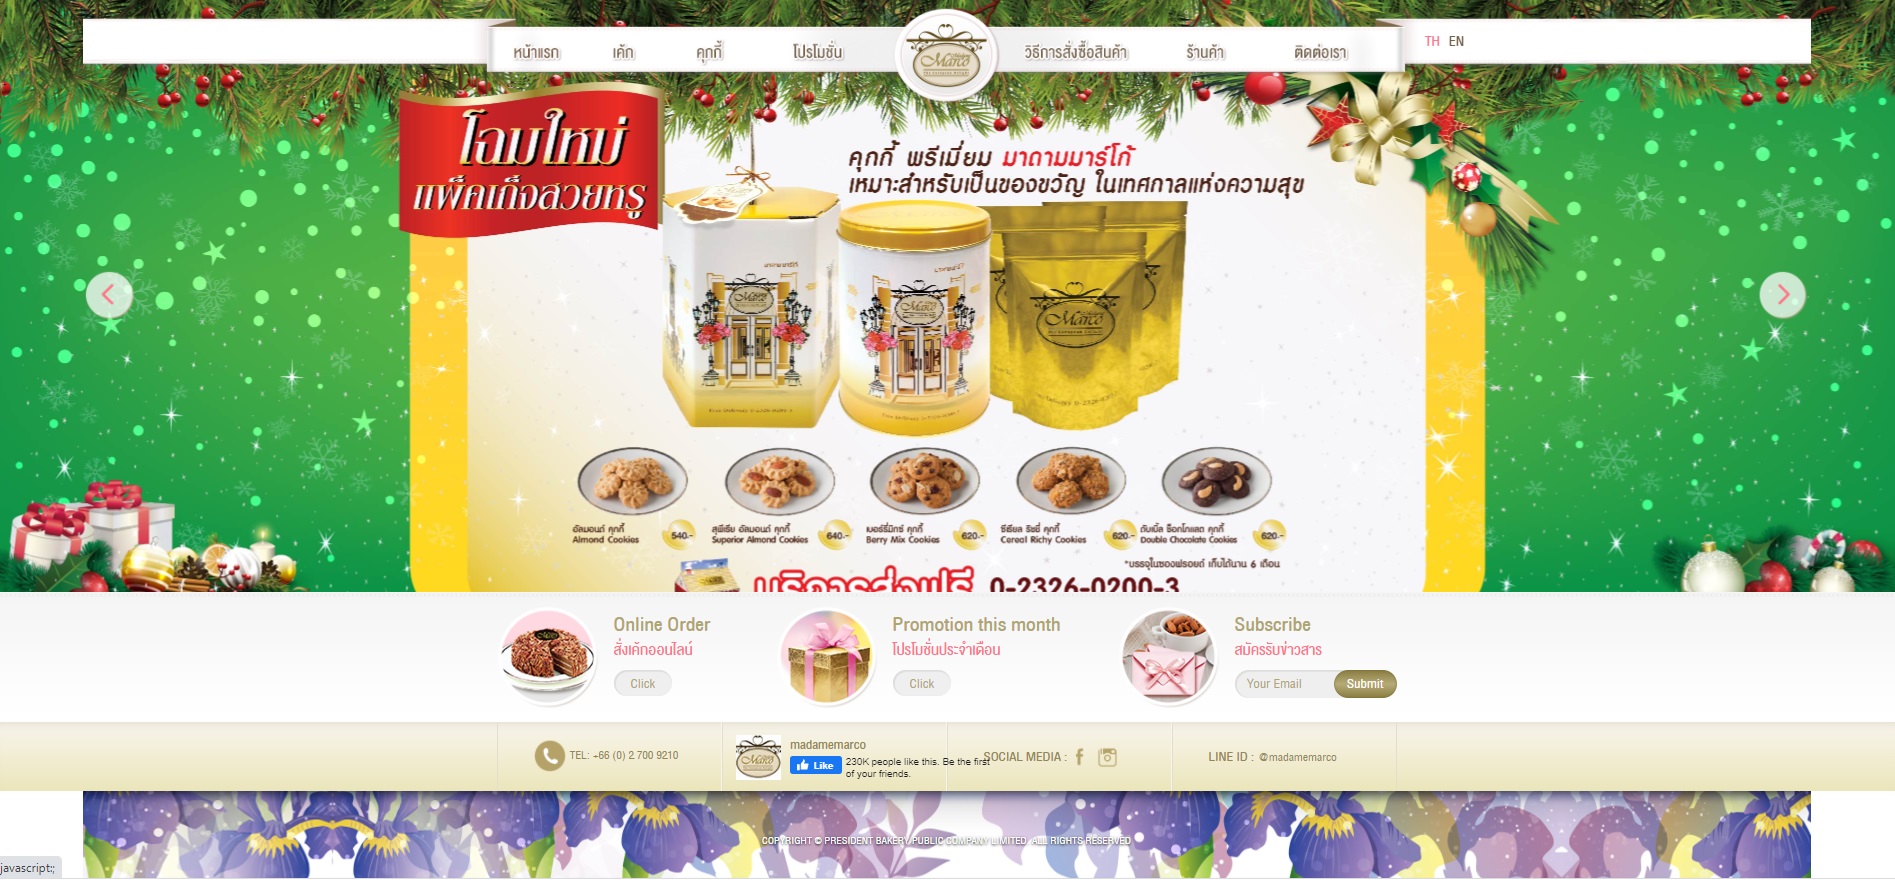 หน้าแรก
เค้ก
คุกกี้
โปรโมชั่น
Marco
วิธีการสั่งซื้อสินค้า
ร้านค้า
ติดต่อเรา
TH EN
โฉมใหม่
แพ็คเก็จสวยหรู
คุกกี้ พรีเมี่ยม มาดามมาร์โก้
เหมาะสำหรับเป็นของขวัญ ในเทศกาลแห่งความสุข
Marco
Marco
Marco
อัลมอนด์ คุกกี้
Almond Cookies
540.-
สุพีเรีย อัลมอนด์ คุกกี้
Superior Almond Cookies
640.-
เบอร์รี่มิกซ์ คุกกี้
Berry Mix Cookies
620.-
ซีเรียล ริชชี่ คุกกี้
Cereal Richy Cookies
620.-
ดับเบิ้ล ช็อกโกแลต คุกกี้
Double Chocolate Cookies
620.-
*บรรจุในซองฟรอยด์ เก็บได้นาน 6 เดือน
บริการส่งฟรี 0-2326-0200-3
Online Order
สั่งเค้กออนไลน์
Click
Promotion this month
โปรโมชั่นประจำเดือน
Click
Subscribe
สมัครรับข่าวสาร
Your Email
Submit
TEL: +66 (0) 2 700 9210
Marco
madamemarco
Like
230K people like this. Be the first
of your friends.
SOCIAL MEDIA :
LINE ID : @madamemarco
COPYRIGHT © PRESIDENT BAKERY PUBLIC COMPANY LIMITED. ALL RIGHTS RESERVED
javascript:;